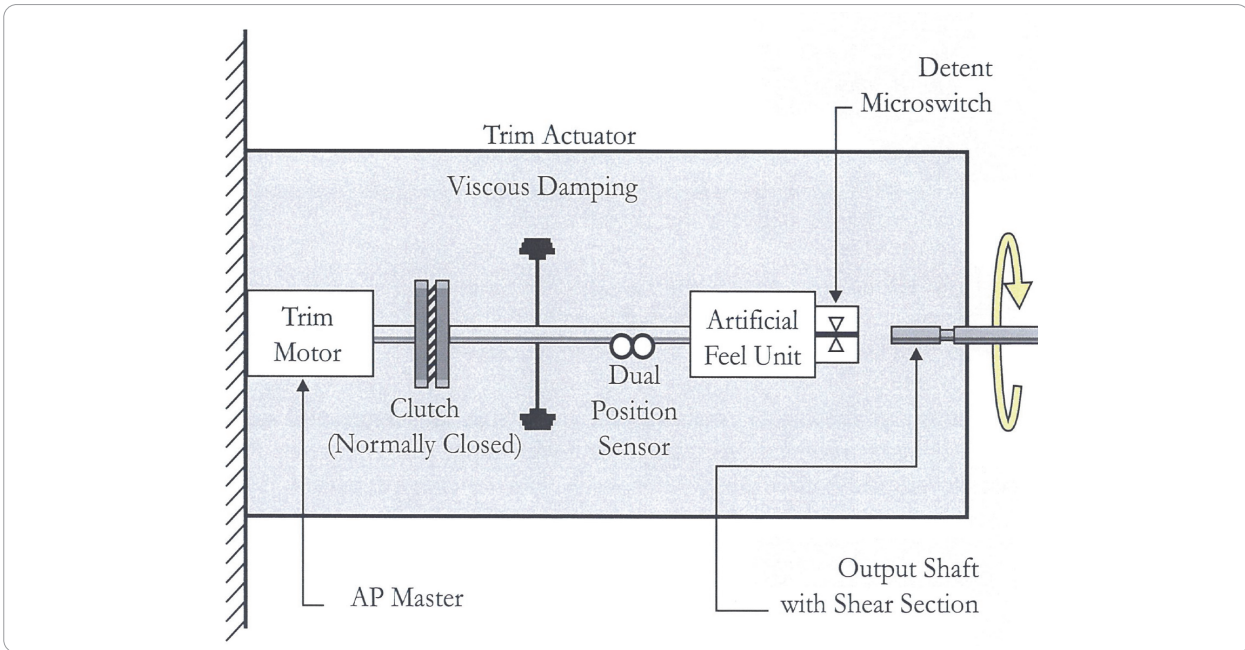 Detent
Microswitch
Trim Actuator
Viscous Damping
Trim
Motor
Artificial
Feel Unit
Dual
Position
Sensor
Clutch
(Normally Closed)
Output Shaft
with Shear Section
AP Master